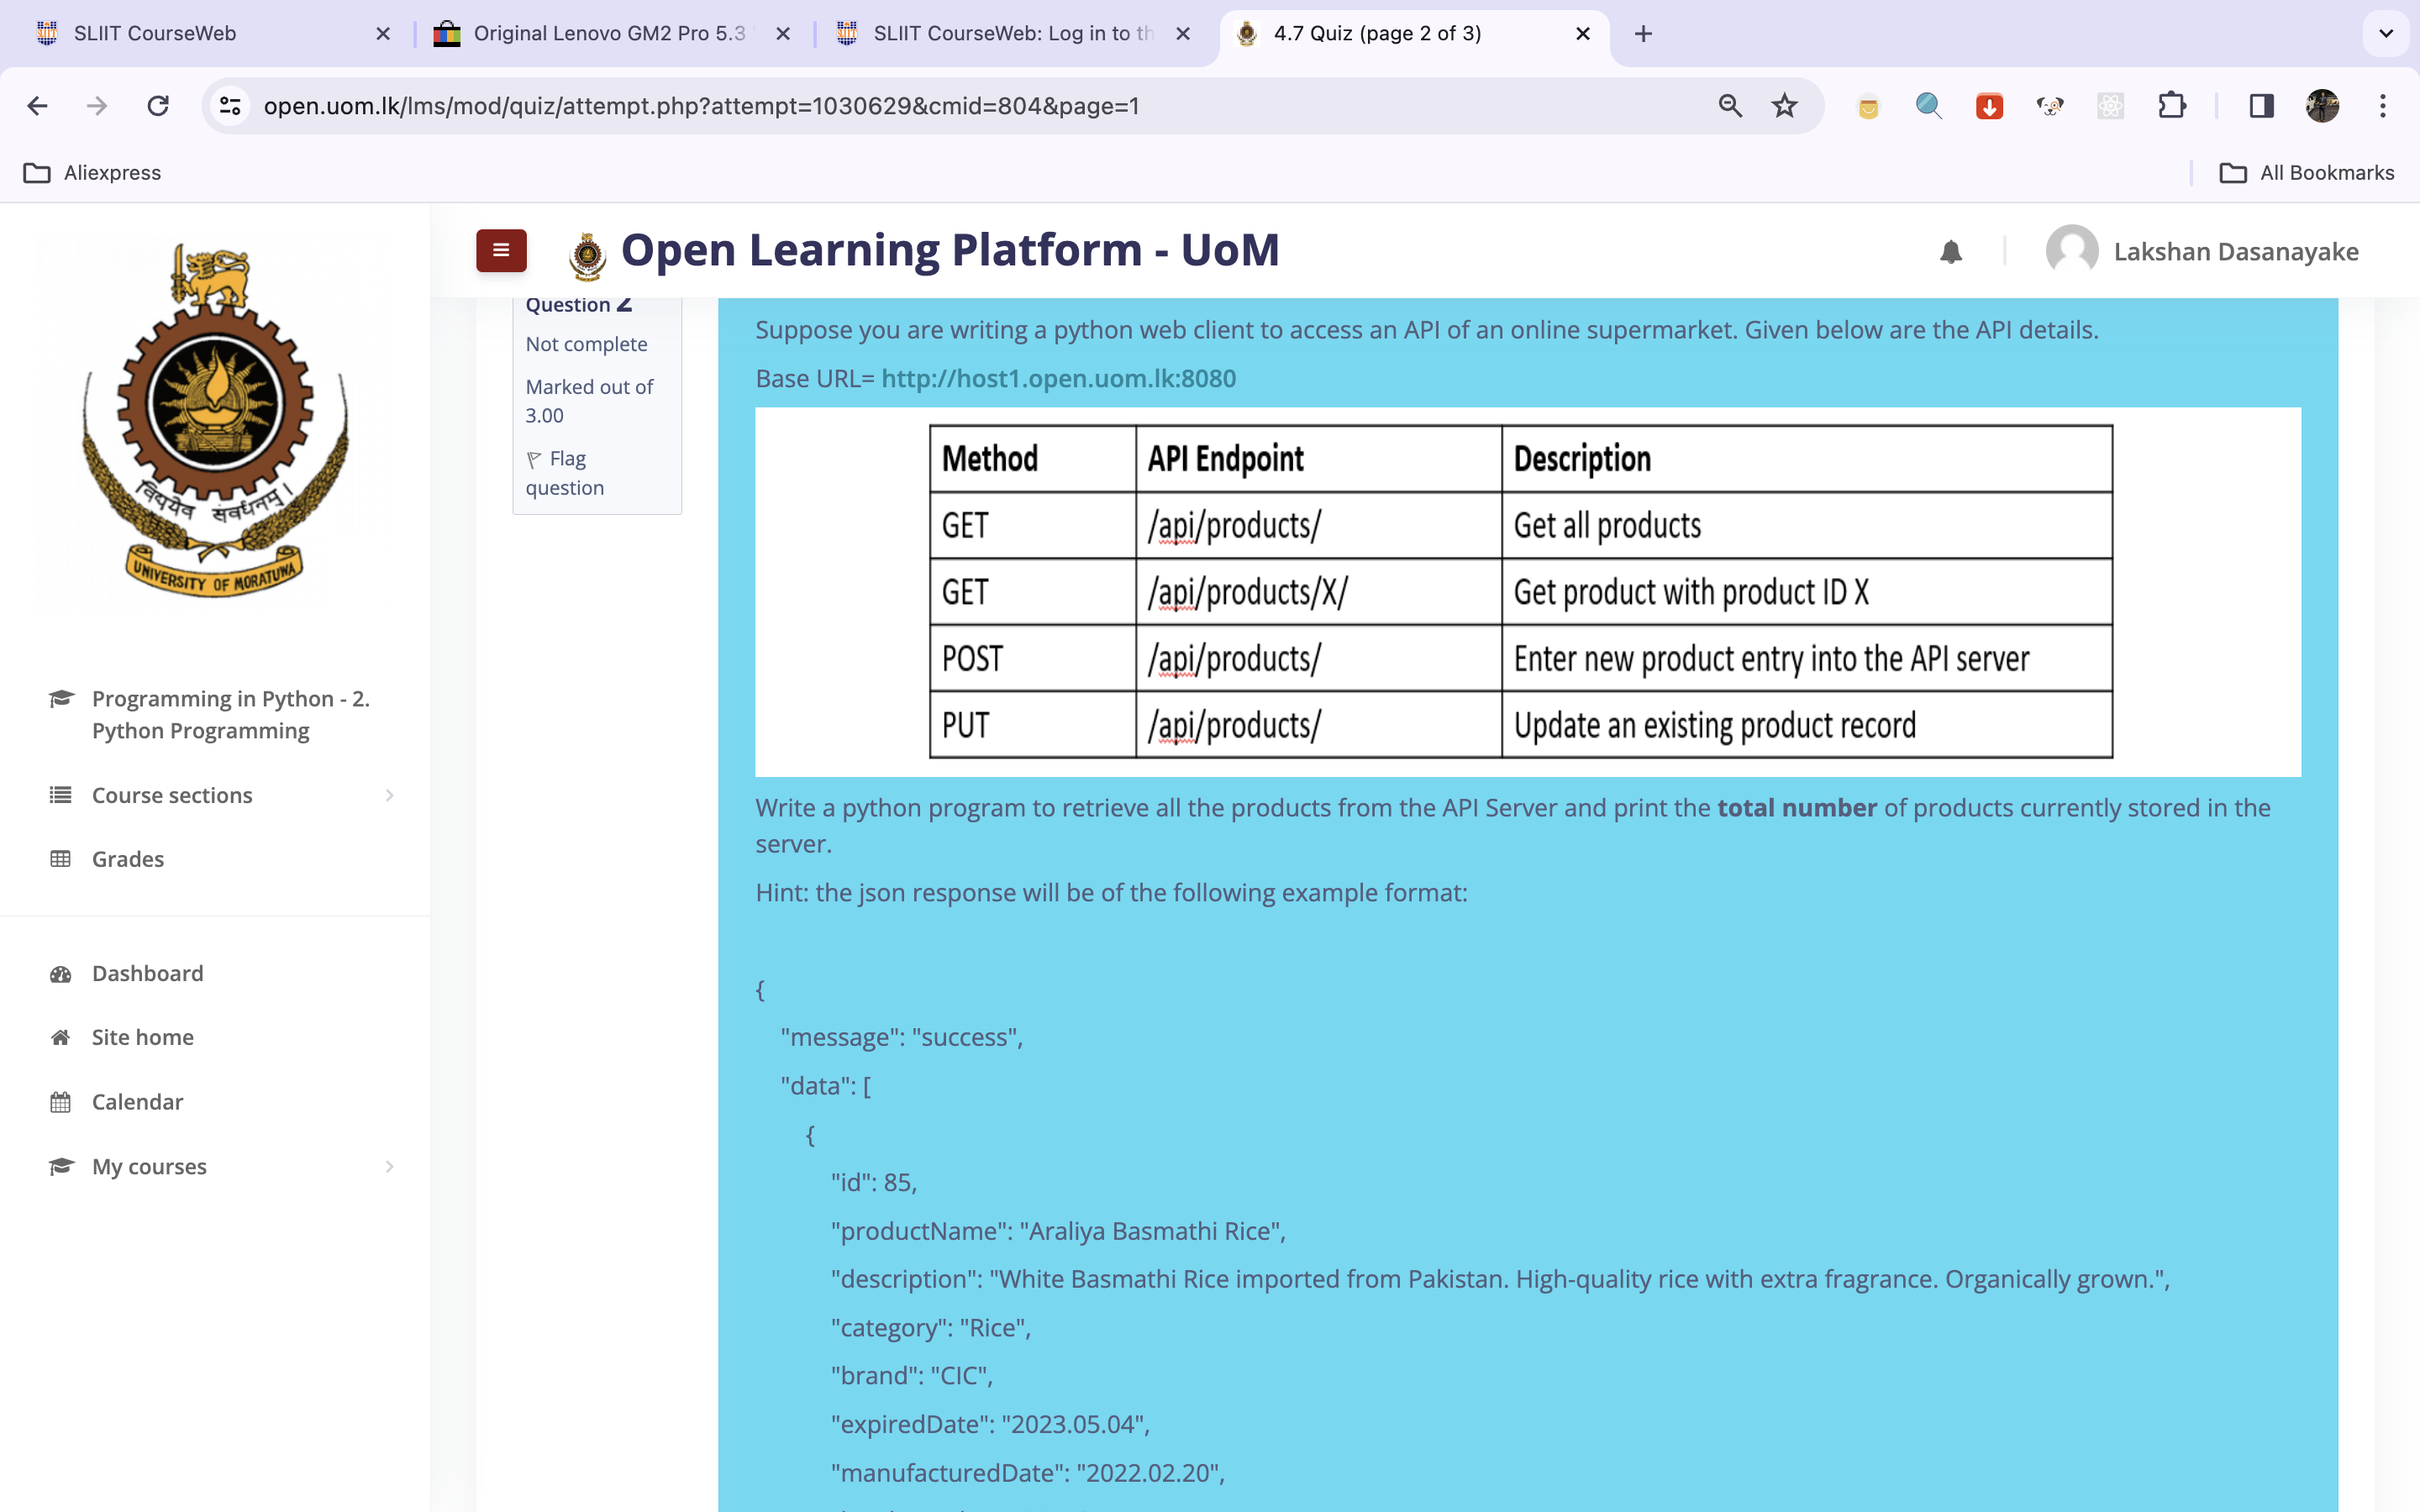 SLIIT CourseWeb
Original Lenovo GM2 Pro 5.3
SLIIT CourseWeb: Log in to th
4.7 Quiz (page 2 of 3)
open.uom.lk/lms/mod/quiz/attempt.php?attempt=1030629&cmid=804&page=1
Aliexpress
All Bookmarks
Open Learning Platform - UoM
Lakshan Dasanayake
विद्ययेव संवर्धनम्।
UNIVERSITY OF MORATUWA
Programming in Python - 2.
Python Programming
Course sections
Grades
Dashboard
Site home
Calendar
My courses
Question 2
Not complete
Marked out of
3.00
Flag
question
Suppose you are writing a python web client to access an API of an online supermarket. Given below are the API details.
Base URL= http://host1.open.uom.lk:8080
Method API Endpoint Description
GET /api/products/ Get all products
GET /api/products/X/ Get product with product ID X
POST /api/products/ Enter new product entry into the API server
PUT /api/products/ Update an existing product record
Write a python program to retrieve all the products from the API Server and print the total number of products currently stored in the
server.
Hint: the json response will be of the following example format:
{
"message": "success",
"data": [
{
"id": 85,
"productName": "Araliya Basmathi Rice",
"description": "White Basmathi Rice imported from Pakistan. High-quality rice with extra fragrance. Organically grown.",
"category": "Rice",
"brand": "CIC",
"expiredDate": "2023.05.04",
"manufacturedDate": "2022.02.20",